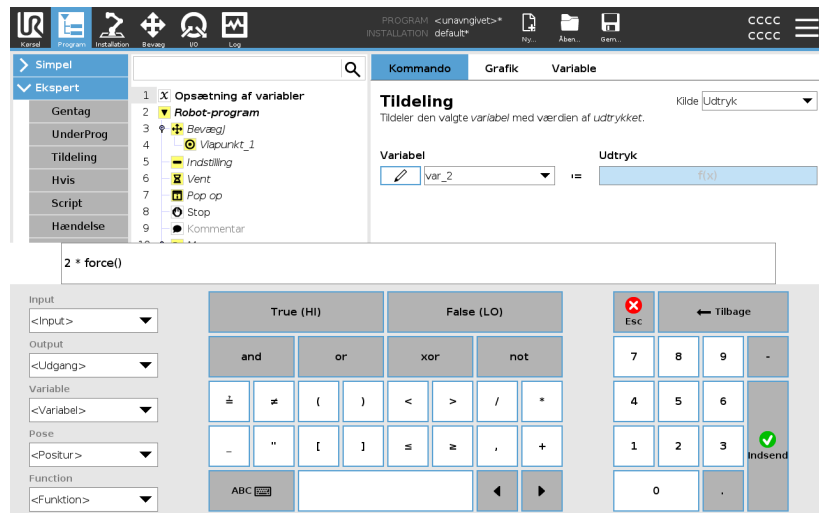 UR
PROGRAM <unavngivet>*
INSTALLATION default*
Kørsel Program Installation Bevæg I/O Log
Ny... Åben... Gem...
CCCC
CCCC
Simpel
Ekspert
Gentag
UnderProg
Tildeling
Hvis
Script
Hændelse
1 X Opsætning af variabler
2 Robot-program
3 BevægJ
4 Viapunkt_1
5 Indstilling
6 Vent
7 Pop op
8 Stop
9 Kommentar
Kommando Grafik Variable
Tildeling
Kilde Udtryk
Tildeler den valgte variabel med værdien af udtrykket.
Variabel Udtryk
var_2 := f(x)
2 * force()
Input
<Input>
Output
<Udgang>
Variable
<Variabel>
Pose
<Positur>
Function
<Funktion>
True (HI) False (LO)
and or xor not
≟ ≠ ( ) < > / *
_ " [ ] ≤ ≥ , +
ABC
Esc Tilbage
7 8 9 -
4 5 6
1 2 3 Indsend
0 .